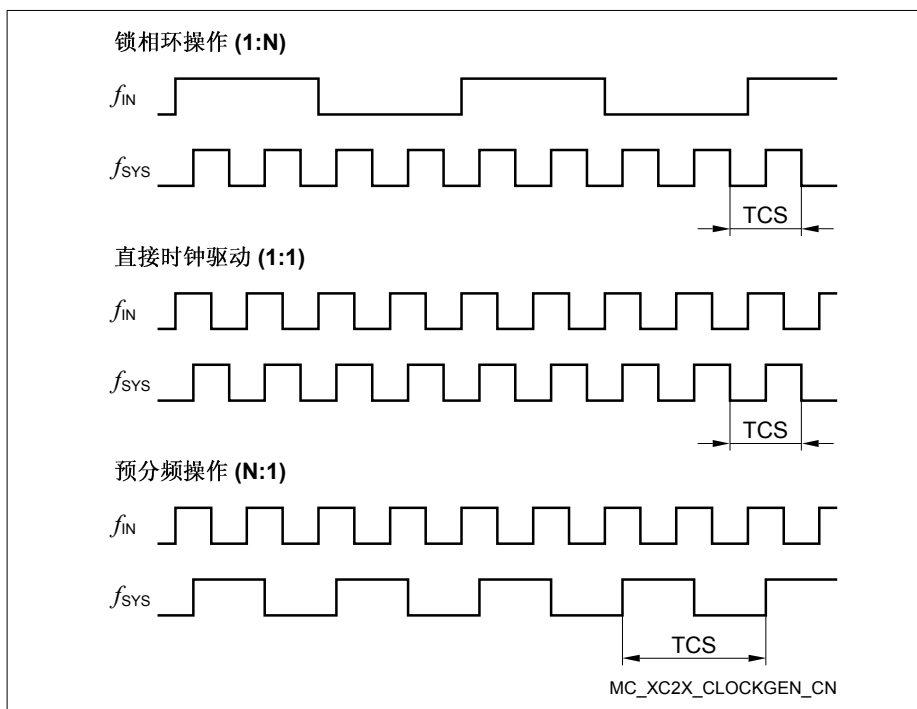 锁相环操作 (1:N)
fIN
fSYS
TCS
直接时钟驱动 (1:1)
fIN
fSYS
TCS
预分频操作 (N:1)
fIN
fSYS
TCS
MC_XC2X_CLOCKGEN_CN